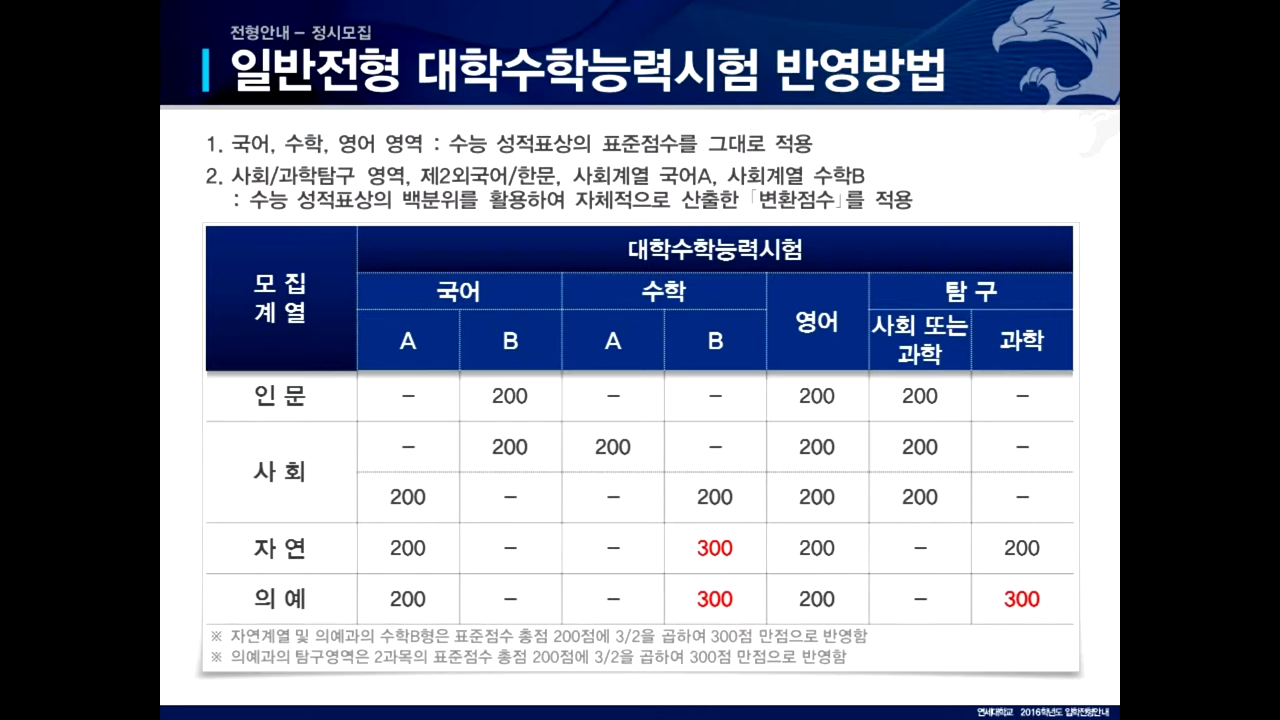 전형안내 – 정시모집
일반전형 대학수학능력시험 반영방법
1. 국어, 수학, 영어 영역 : 수능 성적표상의 표준점수를 그대로 적용
2. 사회/과학탐구 영역, 제2외국어/한문, 사회계열 국어A, 사회계열 수학B
: 수능 성적표상의 백분위를 활용하여 자체적으로 산출한 「변환점수」를 적용
모 집
계 열
대학수학능력시험
국어 수학 영어 탐 구
A B A B 사회 또는
과학 과학
인 문 – 200 – – 200 200 –
사 회 – 200 200 – 200 200 –
200 – – 200 200 200 –
자 연 200 – – 300 200 – 200
의 예 200 – – 300 200 – 300
※ 자연계열 및 의예과의 수학B형은 표준점수 총점 200점에 3/2을 곱하여 300점 만점으로 반영함
※ 의예과의 탐구영역은 2과목의 표준점수 총점 200점에 3/2을 곱하여 300점 만점으로 반영함
연세대학교 2016학년도 입학전형안내